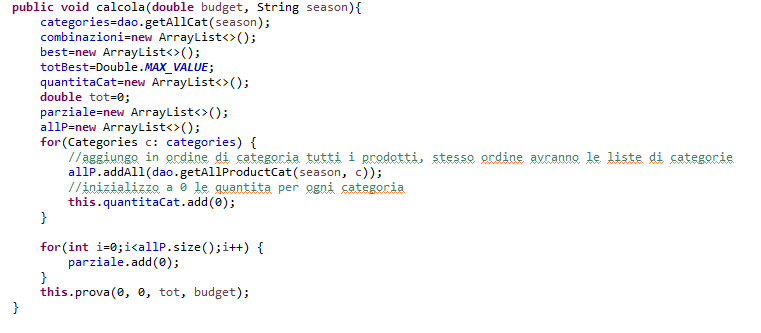 public void calcola(double budget, String season){
categories=dao.getAllCat(season);
combinazioni=new ArrayList<>();
best=new ArrayList<>();
totBest=Double.MAX_VALUE;
quantitaCat=new ArrayList<>();
double tot=0;
parziale=new ArrayList<>();
allP=new ArrayList<>();
for(Categories c: categories) {
//aggiungo in ordine di categoria tutti i prodotti, stesso ordine avranno le liste di categorie
allP.addAll(dao.getAllProductCat(season, c));
//inizializzo a 0 le quantita per ogni categoria
this.quantitaCat.add(0);
}
for(int i=0;i<allP.size();i++) {
parziale.add(0);
}
this.prova(0, 0, tot, budget);
}